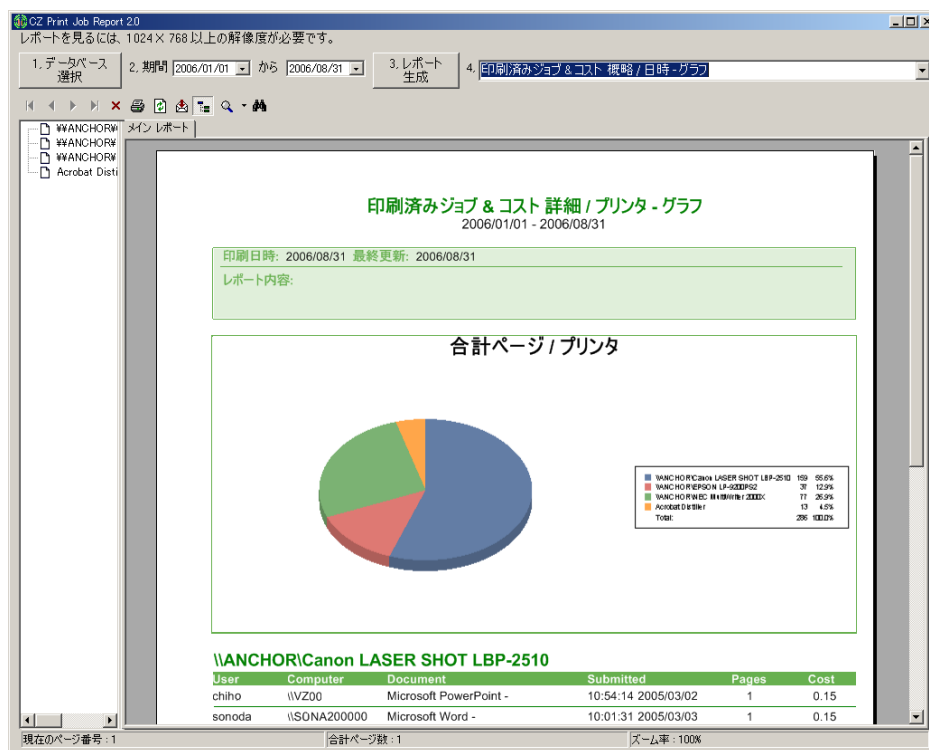 CZ Print Job Report 2.0
レポートを見るには、1024×768以上の解像度が必要です。
1. データベース選択
2. 期間 2006/01/01 から 2006/08/31
3. レポート生成
4. 印刷済みジョブ & コスト 概略 / 日時 - グラフ
\\ANCHOR\
\\ANCHOR\
\\ANCHOR\
Acrobat Disti
メイン レポート
印刷済みジョブ & コスト 詳細 / プリンタ - グラフ
2006/01/01 - 2006/08/31
印刷日時: 2006/08/31 最終更新: 2006/08/31
レポート内容:
合計ページ / プリンタ
\\ANCHOR\Canon LASER SHOT LBP-2510 159 55.6%
\\ANCHOR\EPSON LP-9200PS2 37 12.9%
\\ANCHOR\NEC MultiWriter 2000X 77 26.9%
Acrobat Distiller 13 4.5%
Total: 286 100.0%
\\ANCHOR\Canon LASER SHOT LBP-2510
User Computer Document Submitted Pages Cost
chiho \\VZ00 Microsoft PowerPoint - 10:54:14 2005/03/02 1 0.15
sonoda \\SONA200000 Microsoft Word - 10:01:31 2005/03/03 1 0.15
現在のページ番号 : 1 合計ページ数 : 1 ズーム率 : 100%